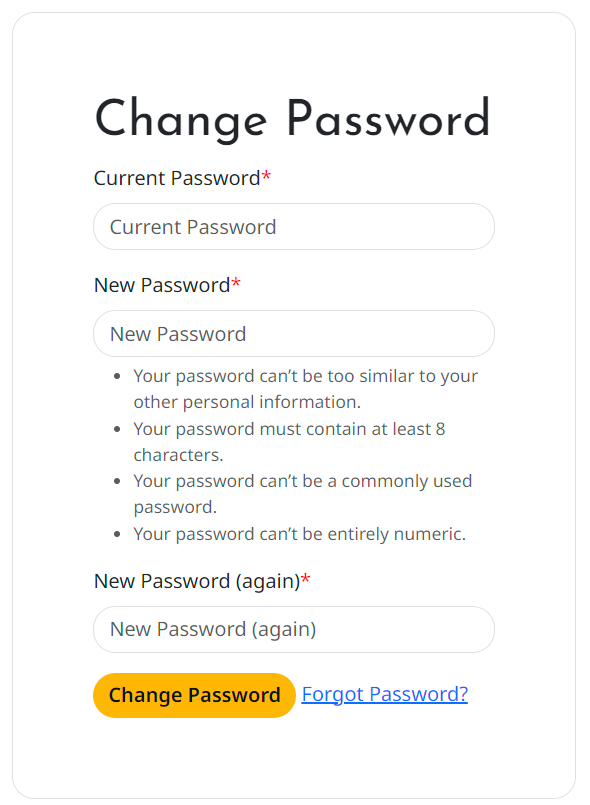 Change Password
Current Password*
Current Password
New Password*
New Password
• Your password can’t be too similar to your
other personal information.
• Your password must contain at least 8
characters.
• Your password can’t be a commonly used
password.
• Your password can’t be entirely numeric.
New Password (again)*
New Password (again)
Change Password Forgot Password?